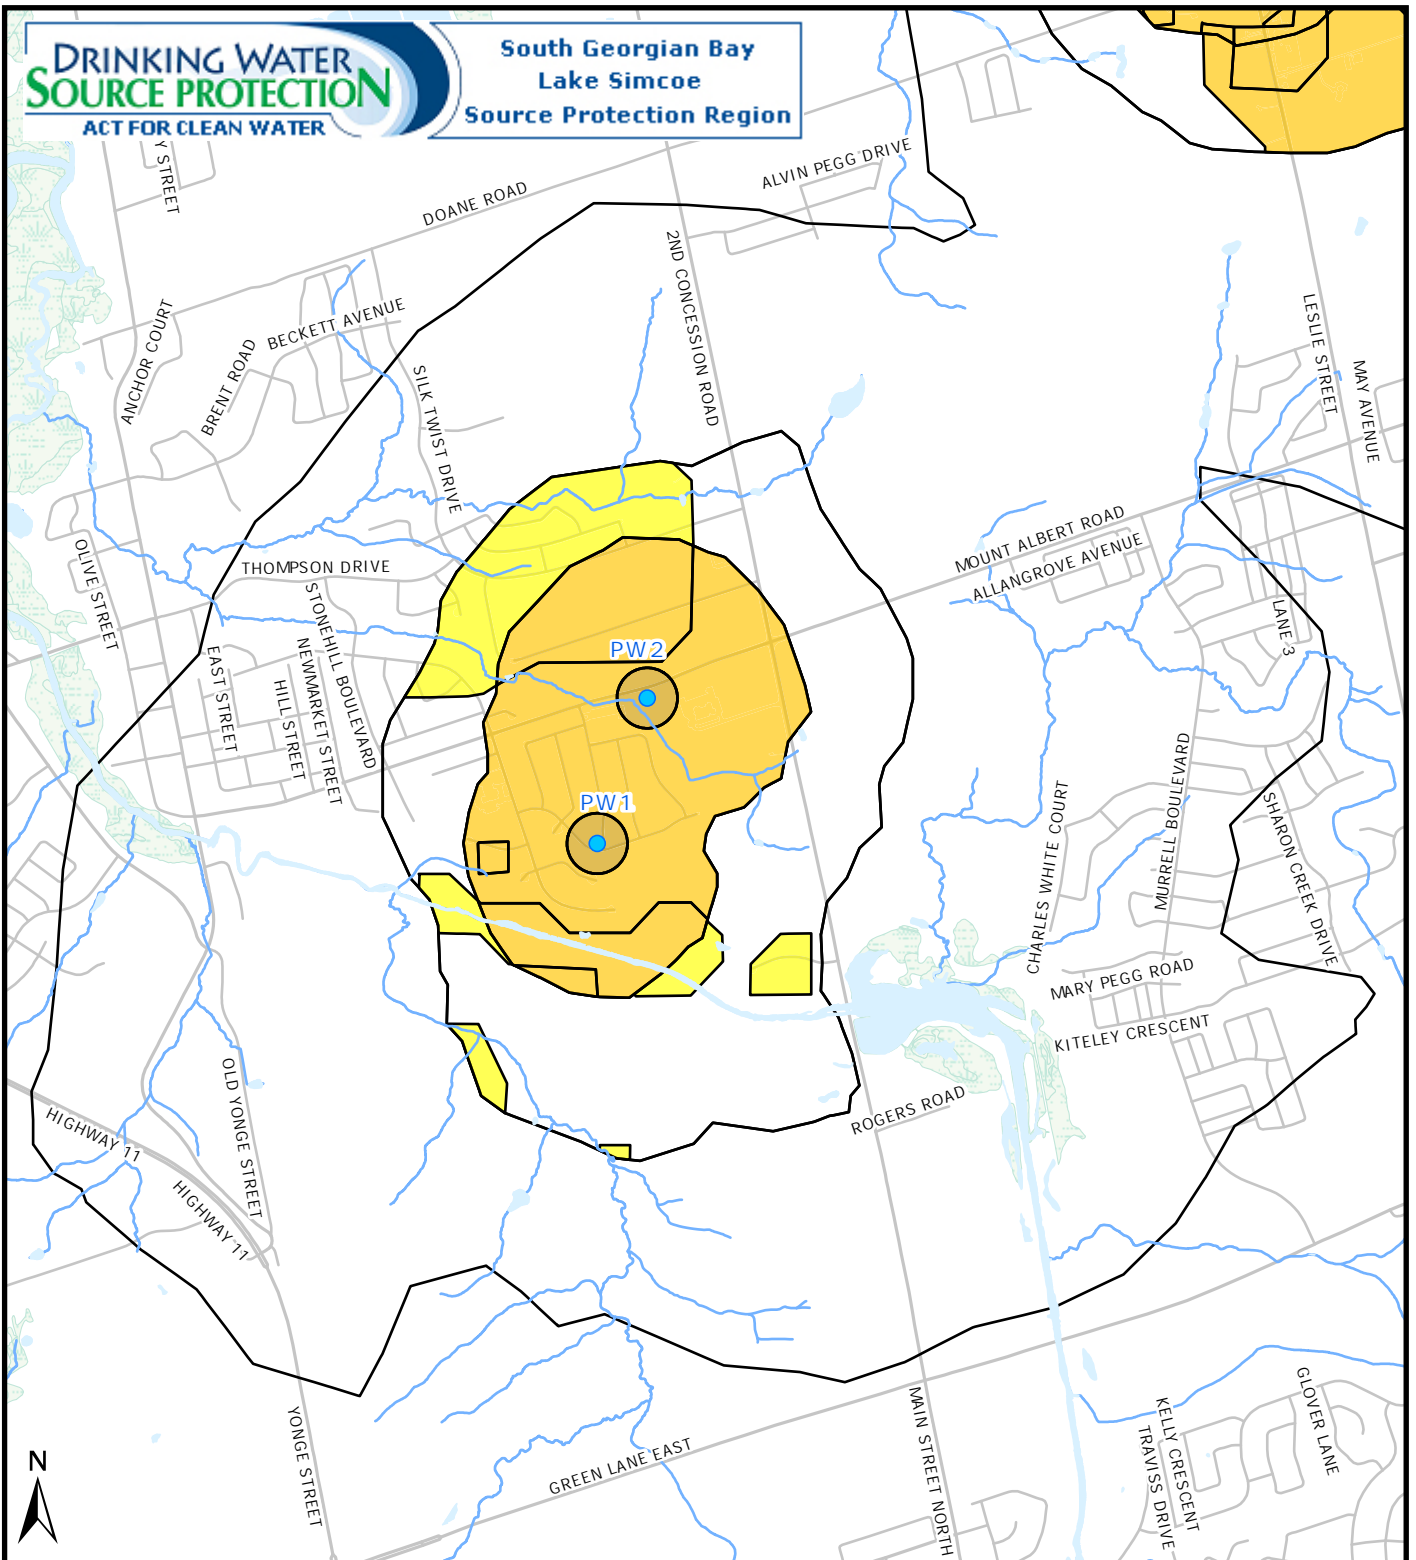 DRINKING WATER
SOURCE PROTECTION
ACT FOR CLEAN WATER
South Georgian Bay
Lake Simcoe
Source Protection Region
Y STREET
DOANE ROAD
ALVIN PEGG DRIVE
2ND CONCESSION ROAD
ANCHOR COURT
BRENT ROAD
BECKETT AVENUE
SILK TWIST DRIVE
LESLIE STREET
MAY AVENUE
OLIVE STREET
THOMPSON DRIVE
STONEHILL BOULEVARD
NEWMARKET STREET
HILL STREET
EAST STREET
MOUNT ALBERT ROAD
ALLANGROVE AVENUE
LANE 3
PW2
PW1
CHARLES WHITE COURT
MURRELL BOULEVARD
SHARON CREEK DRIVE
MARY PEGG ROAD
KITELEY CRESCENT
ROGERS ROAD
OLD YONGE STREET
HIGHWAY 11
HIGHWAY 11
YONGE STREET
GREEN LANE EAST
MAIN STREET NORTH
KELLY CRESCENT
TRAVISS DRIVE
GLOVER LANE
N